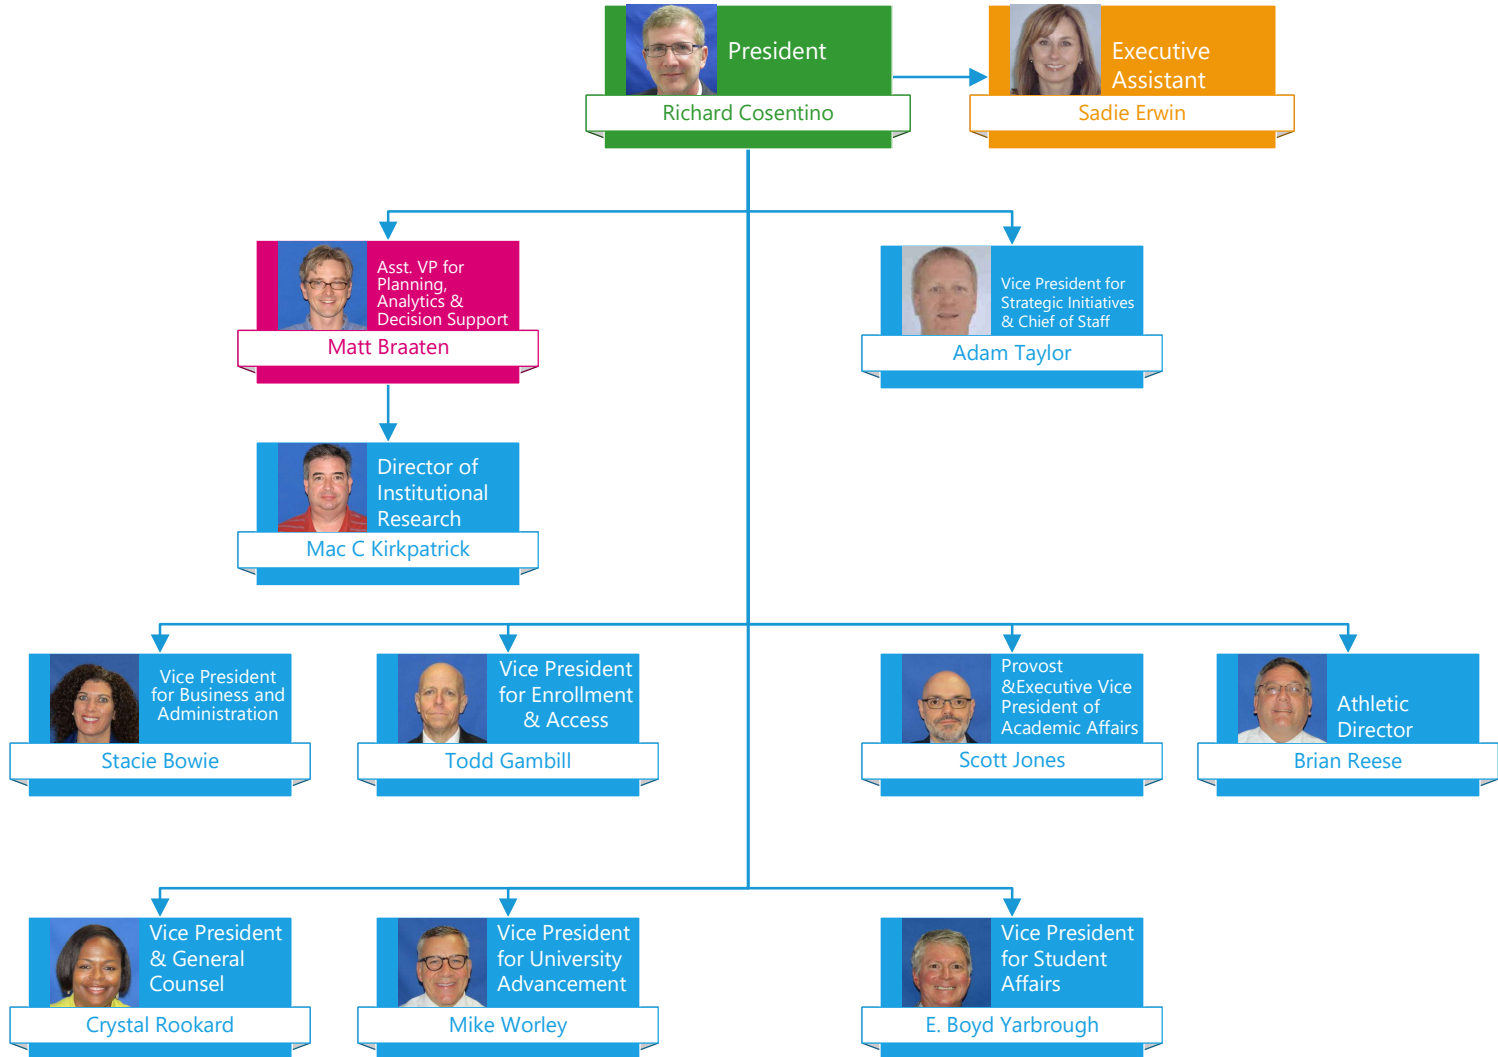 President
Richard Cosentino
Executive
Assistant
Sadie Erwin
Asst. VP for
Planning,
Analytics &
Decision Support
Matt Braaten
Vice President for
Strategic Initiatives
& Chief of Staff
Adam Taylor
Director of
Institutional
Research
Mac C Kirkpatrick
Vice President
for Business and
Administration
Stacie Bowie
Vice President
for Enrollment
& Access
Todd Gambill
Provost
&Executive Vice
President of
Academic Affairs
Scott Jones
Athletic
Director
Brian Reese
Vice President
& General
Counsel
Crystal Rookard
Vice President
for University
Advancement
Mike Worley
Vice President
for Student
Affairs
E. Boyd Yarbrough